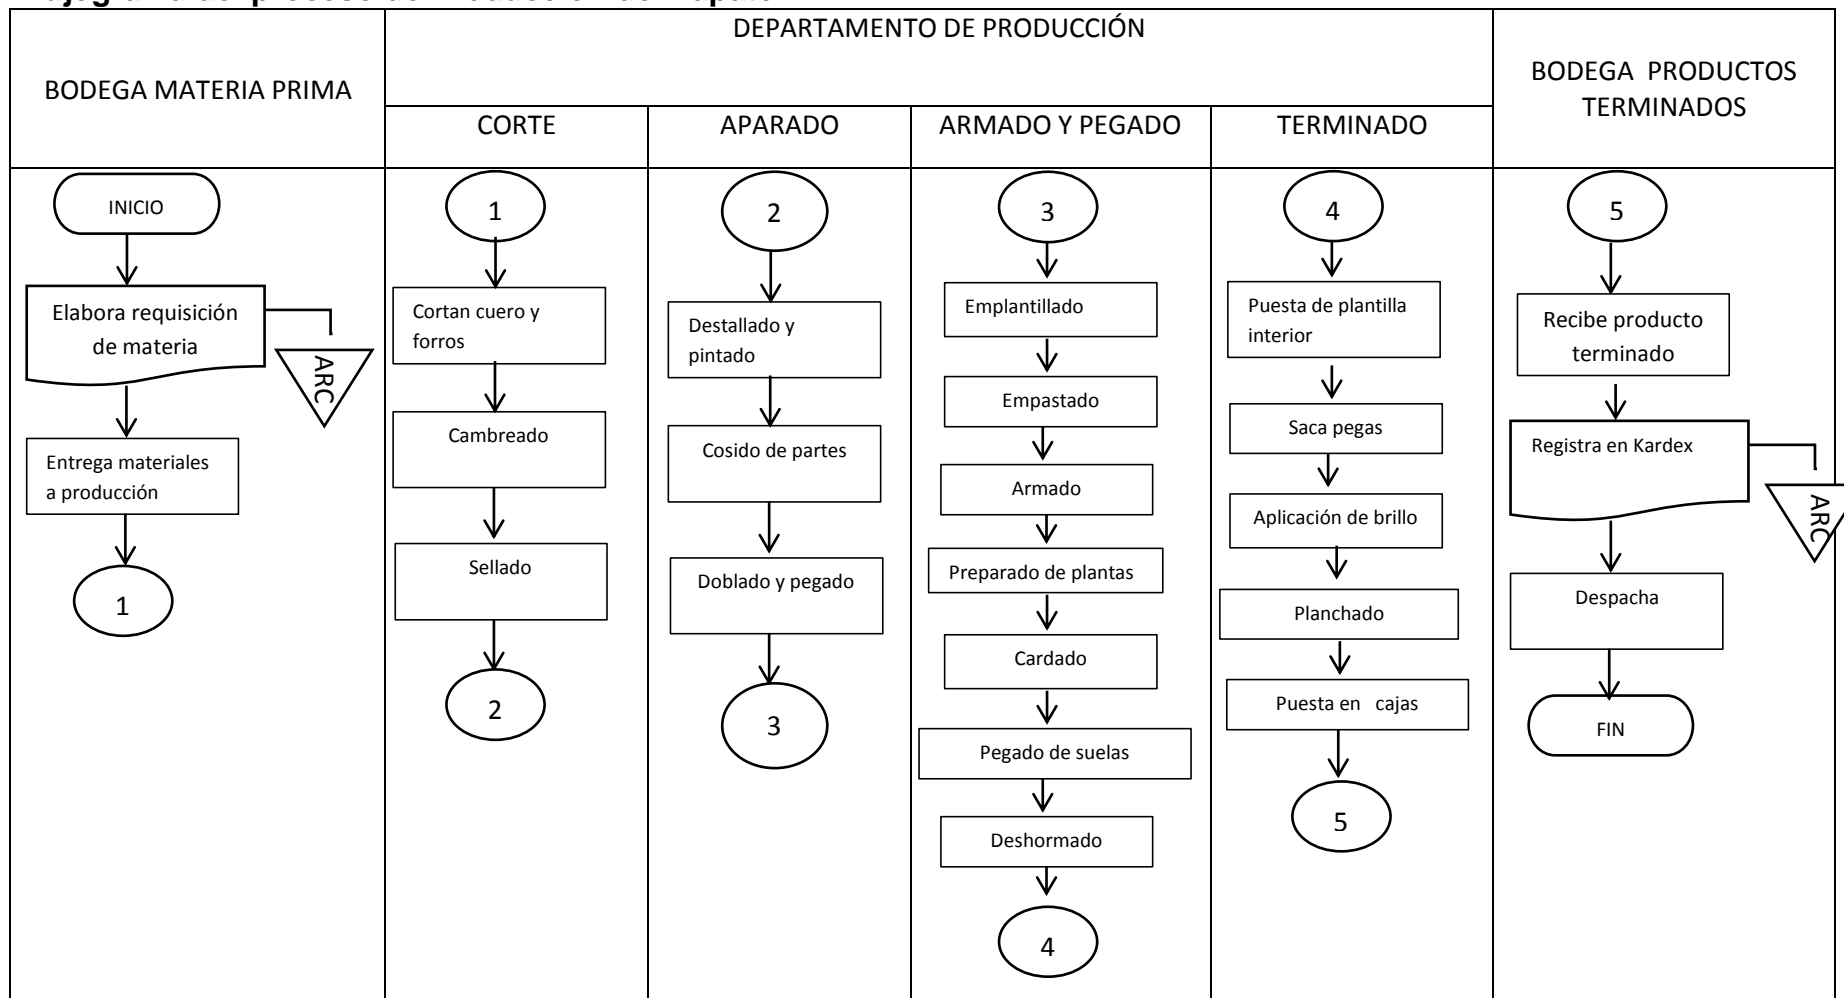 DEPARTAMENTO DE PRODUCCIÓN
BODEGA MATERIA PRIMA
BODEGA PRODUCTOS
TERMINADOS
CORTE
APARADO
ARMADO Y PEGADO
TERMINADO
INICIO
Elabora requisición
de materia
ARC
Entrega materiales
a producción
1
1
Cortan cuero y
forros
Cambreado
Sellado
2
2
Destallado y
pintado
Cosido de partes
Doblado y pegado
3
3
Emplantillado
Empastado
Armado
Preparado de plantas
Cardado
Pegado de suelas
Deshormado
4
4
Puesta de plantilla
interior
Saca pegas
Aplicación de brillo
Planchado
Puesta en cajas
5
5
Recibe producto
terminado
Registra en Kardex
ARC
Despacha
FIN